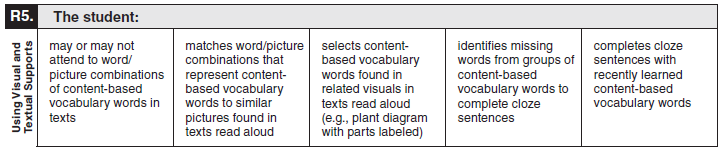 R5. The student:
Using Visual and
Textual Supports
may or may not
attend to word/
picture combinations
of content-based
vocabulary words in
texts
matches word/picture
combinations that
represent content-
based vocabulary
words to similar
pictures found in
texts read aloud
selects content-
based vocabulary
words found in
related visuals in
texts read aloud
(e.g., plant diagram
with parts labeled)
identifies missing
words from groups of
content-based
vocabulary words to
complete cloze
sentences
completes cloze
sentences with
recently learned
content-based
vocabulary words